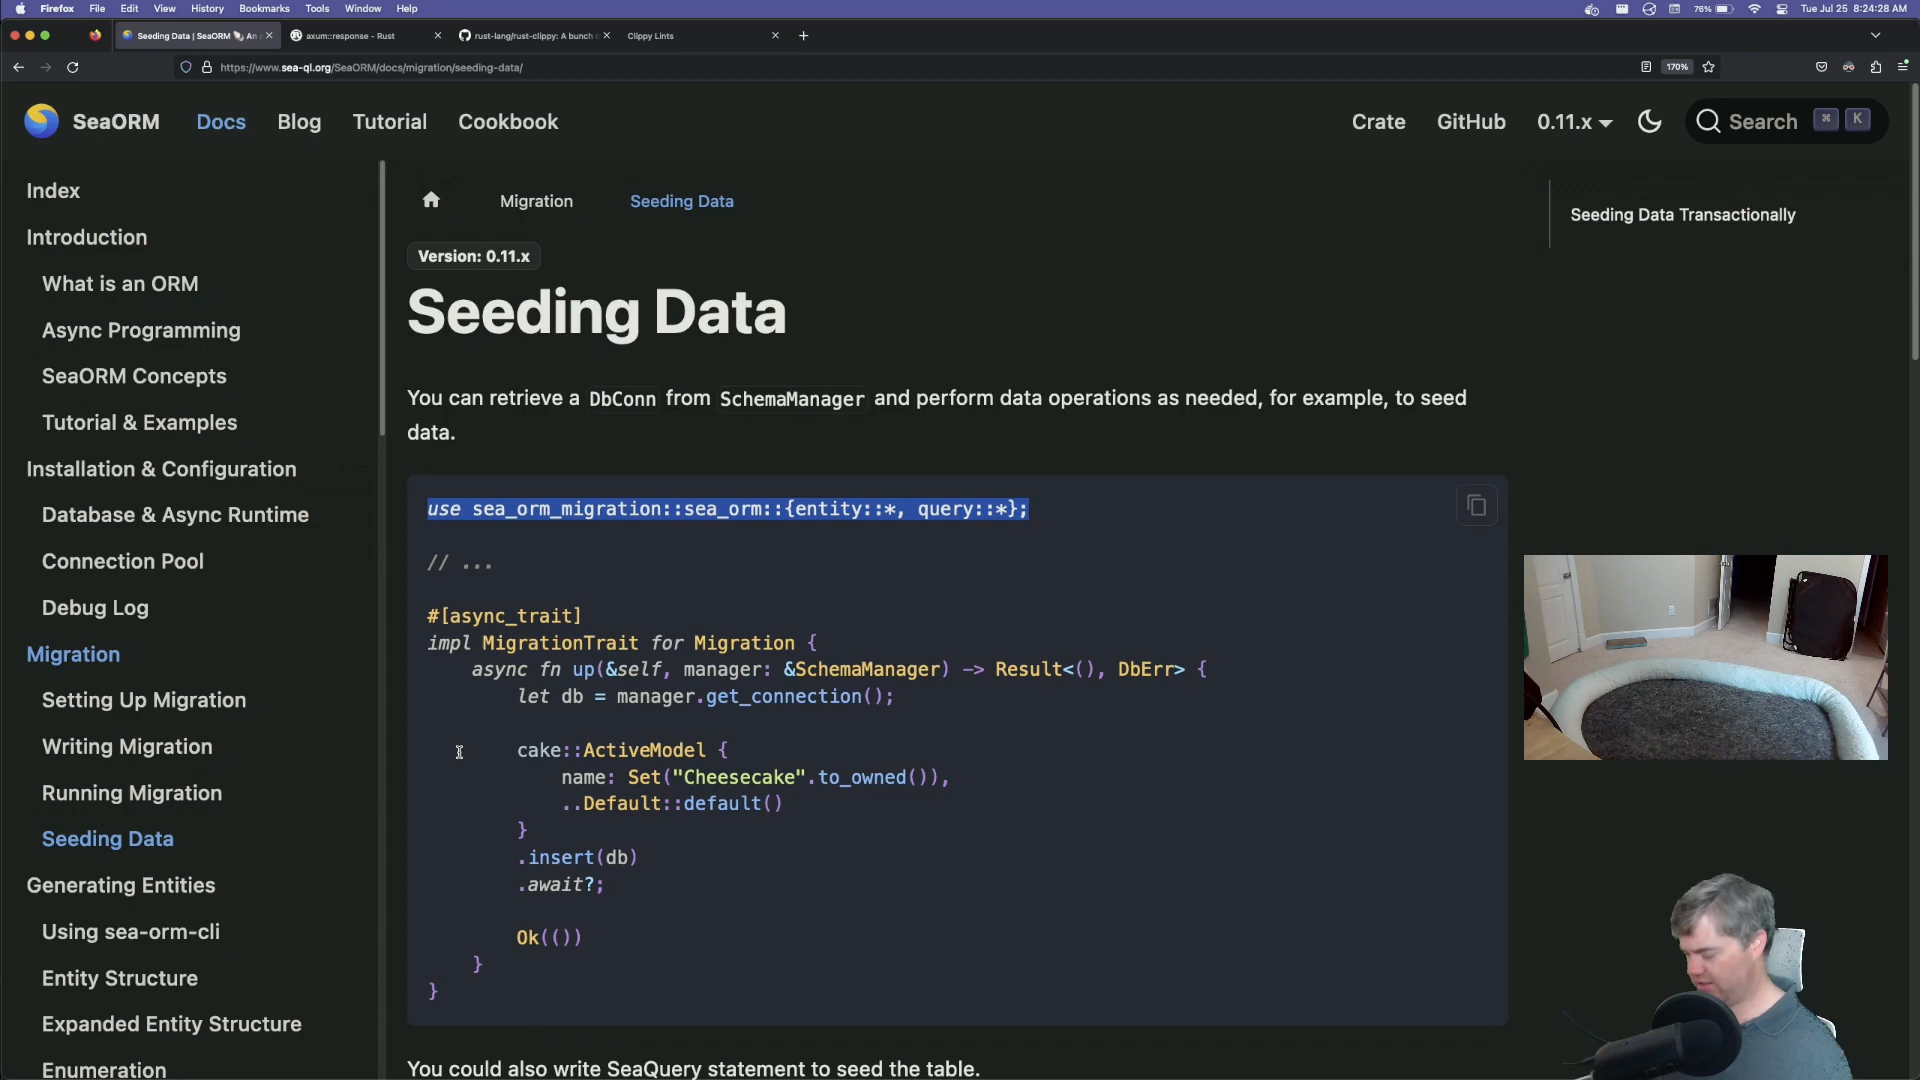 Firefox File Edit View History Bookmarks Tools Window Help 76% Tue Jul 25 8:24:28 AM
Seeding Data | SeaORM 🐚 An axum::response - Rust rust-lang/rust-clippy: A bunch Clippy Lints
https://www.sea-ql.org/SeaORM/docs/migration/seeding-data/ 170%
SeaORM Docs Blog Tutorial Cookbook Crate GitHub 0.11.x Search ⌘ K
Index
Introduction
What is an ORM
Async Programming
SeaORM Concepts
Tutorial & Examples
Installation & Configuration
Database & Async Runtime
Connection Pool
Debug Log
Migration
Setting Up Migration
Writing Migration
Running Migration
Seeding Data
Generating Entities
Using sea-orm-cli
Entity Structure
Expanded Entity Structure
Enumeration
Migration Seeding Data
Version: 0.11.x
Seeding Data
You can retrieve a DbConn from SchemaManager and perform data operations as needed, for example, to seed
data.
use sea_orm_migration::sea_orm::{entity::*, query::*};
// ...
#[async_trait]
impl MigrationTrait for Migration {
async fn up(&self, manager: &SchemaManager) -> Result<(), DbErr> {
let db = manager.get_connection();
cake::ActiveModel {
name: Set("Cheesecake".to_owned()),
..Default::default()
}
.insert(db)
.await?;
Ok(())
}
}
You could also write SeaQuery statement to seed the table.
Seeding Data Transactionally